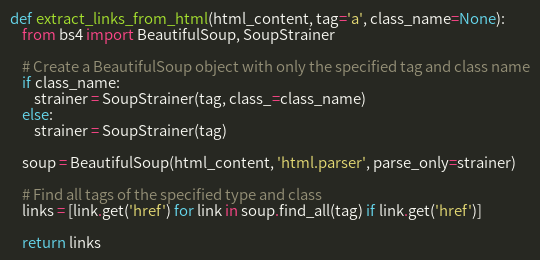 def extract_links_from_html(html_content, tag='a', class_name=None):
    from bs4 import BeautifulSoup, SoupStrainer

    # Create a BeautifulSoup object with only the specified tag and class name
    if class_name:
        strainer = SoupStrainer(tag, class_=class_name)
    else:
        strainer = SoupStrainer(tag)

    soup = BeautifulSoup(html_content, 'html.parser', parse_only=strainer)

    # Find all tags of the specified type and class
    links = [link.get('href') for link in soup.find_all(tag) if link.get('href')]

    return links